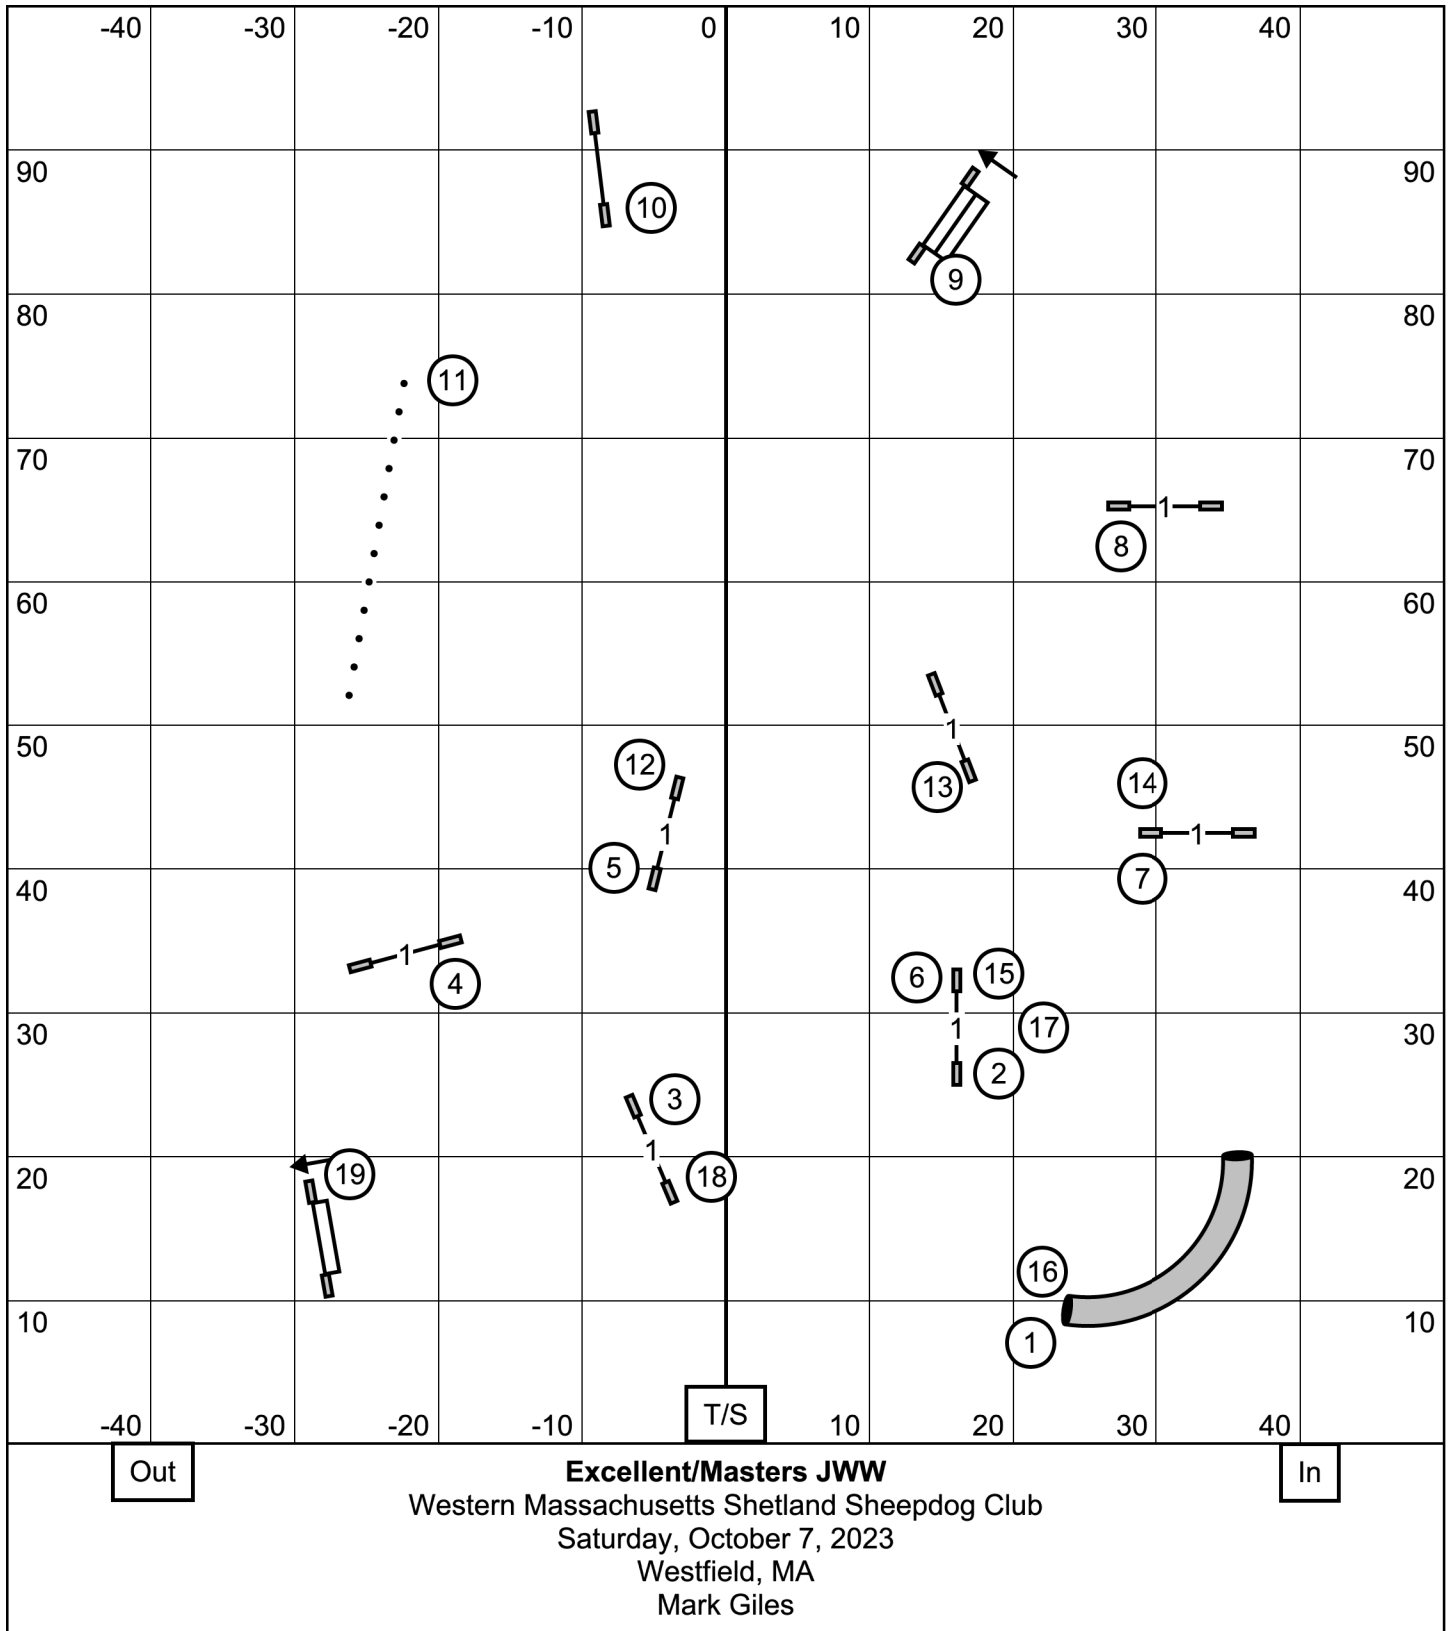 -40 -30 -20 -10 0 10 20 30 40
90 10 9 90
80 80
11
70 70
8
60 60
50 12 1 50
13 14
1 5 1 7
40 40
1 4 6 15
30 1 17 30
2
3
1
20 19 18 20
16
10 1 10
-40 -30 -20 -10 T/S 10 20 30 40
Out In
Excellent/Masters JWW
Western Massachusetts Shetland Sheepdog Club
Saturday, October 7, 2023
Westfield, MA
Mark Giles